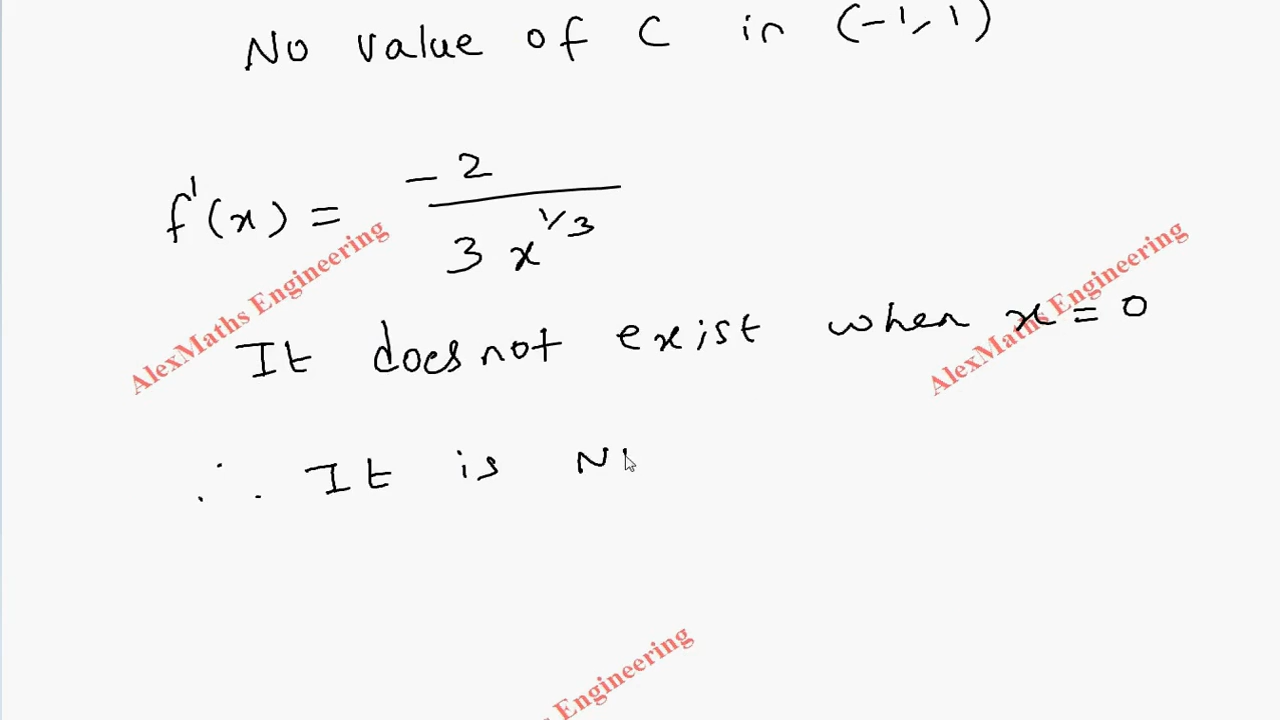 No value of C in (-1, 1)
f'(x) = -2 / 3 x^1/3
It does not exist when x = 0
∴ It is N
AlexMaths Engineering
AlexMaths Engineering
Engineering